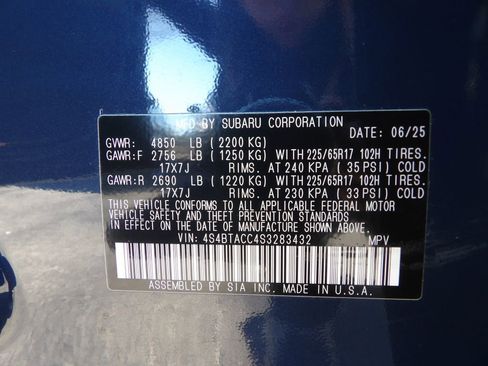 MFD BY SUBARU CORPORATION
DATE: 06/25
GVWR: 4850 LB (2200 KG)
GAWR:F 2756 LB (1250 KG) WITH 225/65R17 102H TIRES.
17X7J RIMS. AT 240 KPA (35 PSI) COLD
GAWR:R 2690 LB (1220 KG) WITH 225/65R17 102H TIRES.
17X7J RIMS. AT 230 KPA (33 PSI) COLD
THIS VEHICLE CONFORMS TO ALL APPLICABLE FEDERAL MOTOR
VEHICLE SAFETY AND THEFT PREVENTION STANDARDS
IN EFFECT ON THE DATE OF MANUFACTURE SHOWN ABOVE.
VIN: 4S4BTACC4S3283432 MPV
ASSEMBLED BY SIA INC. MADE IN U.S.A.